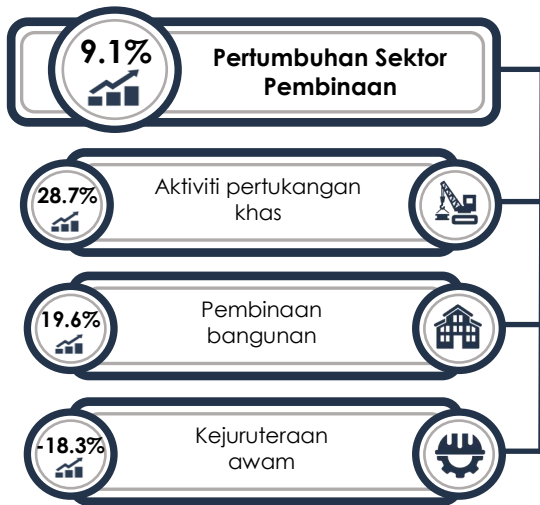 9.1%
Pertumbuhan Sektor
Pembinaan
28.7%
Aktiviti pertukangan
khas
19.6%
Pembinaan
bangunan
-18.3%
Kejuruteraan
awam